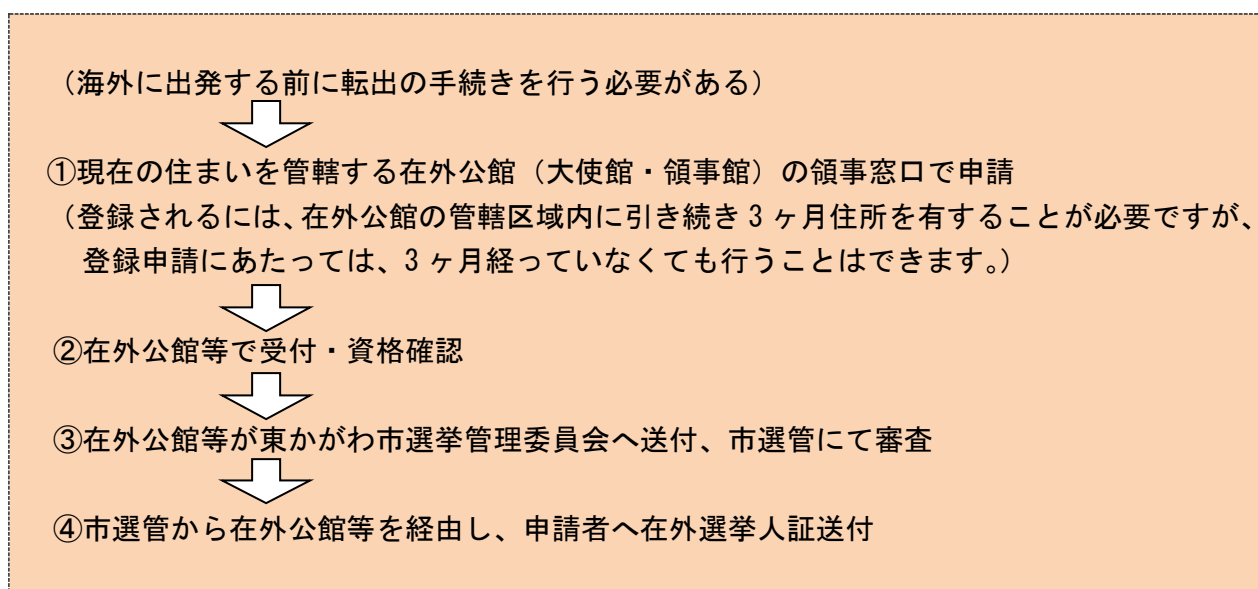 （海外に出発する前に転出の手続きを行う必要がある）
①現在の住まいを管轄する在外公館（大使館・領事館）の領事窓口で申請
（登録されるには、在外公館の管轄区域内に引き続き3ヶ月住所を有することが必要ですが、
登録申請にあたっては、3ヶ月経っていなくても行うことはできます。）
②在外公館等で受付・資格確認
③在外公館等が東かがわ市選挙管理委員会へ送付、市選管にて審査
④市選管から在外公館等を経由し、申請者へ在外選挙人証送付